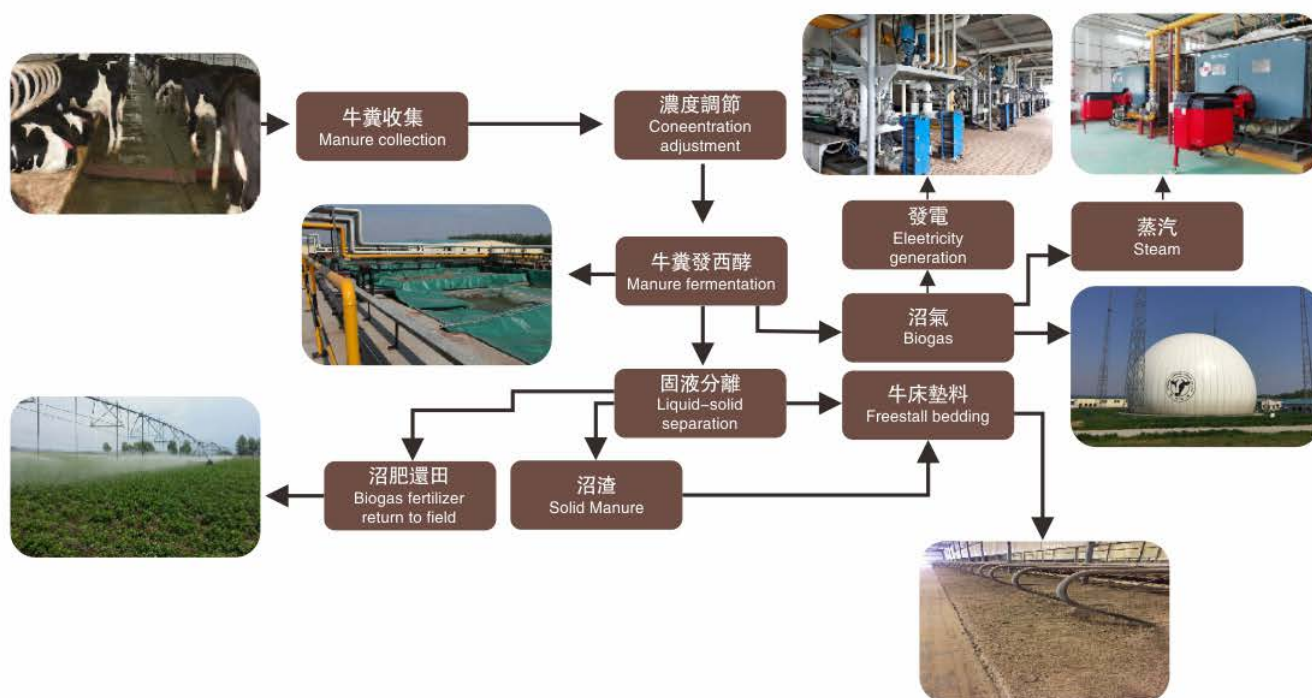 牛糞收集
Manure collection
濃度調節
Coneentration
adjustment
發電
Eleetricity
generation
蒸汽
Steam
牛糞發西酵
Manure fermentation
沼氣
Biogas
固液分離
Liquid–solid
separation
牛床墊料
Freestall bedding
沼肥還田
Biogas fertilizer
return to field
沼渣
Solid Manure